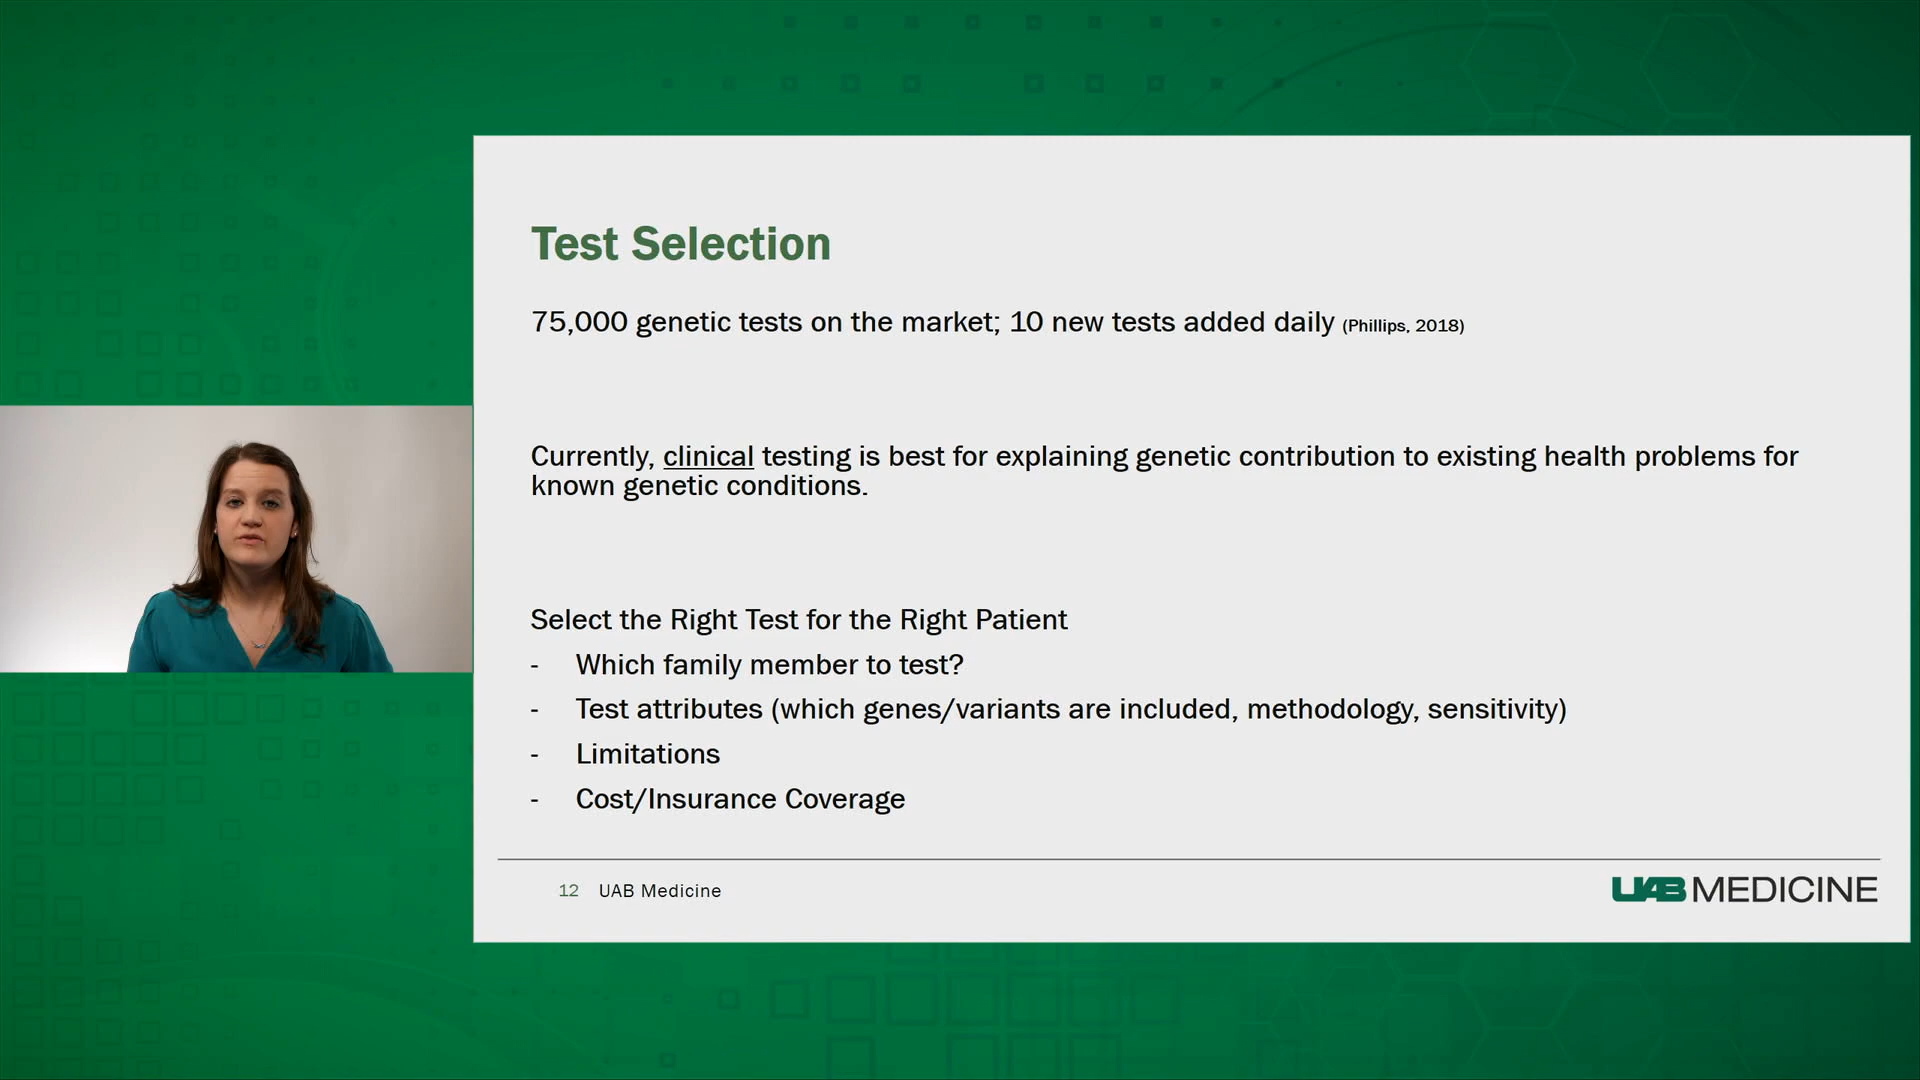 Test Selection
75,000 genetic tests on the market; 10 new tests added daily (Phillips, 2018)
Currently, clinical testing is best for explaining genetic contribution to existing health problems for
known genetic conditions.
Select the Right Test for the Right Patient
- Which family member to test?
- Test attributes (which genes/variants are included, methodology, sensitivity)
- Limitations
- Cost/Insurance Coverage
12 UAB Medicine
UAB MEDICINE